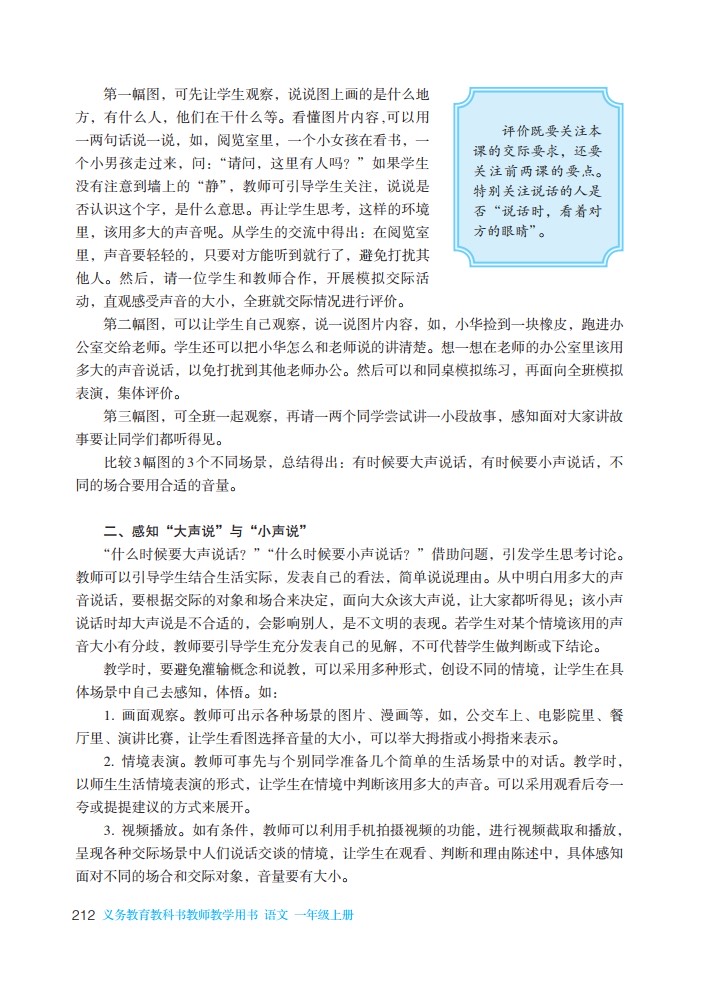 第一幅图，可先让学生观察，说说图上画的是什么地
方，有什么人，他们在干什么等。看懂图片内容,可以用
一两句话说一说，如，阅览室里，一个小女孩在看书，一
个小男孩走过来，问：“请问，这里有人吗？”如果学生
没有注意到墙上的“静”，教师可引导学生关注，说说是
否认识这个字，是什么意思。再让学生思考，这样的环境
里，该用多大的声音呢。从学生的交流中得出：在阅览室
里，声音要轻轻的，只要对方能听到就行了，避免打扰其
他人。然后，请一位学生和教师合作，开展模拟交际活
动，直观感受声音的大小，全班就交际情况进行评价。
评价既要关注本
课的交际要求，还要
关注前两课的要点。
特别关注说话的人是
否“说话时，看着对
方的眼睛”。
第二幅图，可以让学生自己观察，说一说图片内容，如，小华捡到一块橡皮，跑进办
公室交给老师。学生还可以把小华怎么和老师说的讲清楚。想一想在老师的办公室里该用
多大的声音说话，以免打扰到其他老师办公。然后可以和同桌模拟练习，再面向全班模拟
表演，集体评价。
第三幅图，可全班一起观察，再请一两个同学尝试讲一小段故事，感知面对大家讲故
事要让同学们都听得见。
比较3幅图的3个不同场景，总结得出：有时候要大声说话，有时候要小声说话，不
同的场合要用合适的音量。
二、感知“大声说”与“小声说”
“什么时候要大声说话？”“什么时候要小声说话？”借助问题，引发学生思考讨论。
教师可以引导学生结合生活实际，发表自己的看法，简单说说理由。从中明白用多大的声
音说话，要根据交际的对象和场合来决定，面向大众该大声说，让大家都听得见；该小声
说话时却大声说是不合适的，会影响别人，是不文明的表现。若学生对某个情境该用的声
音大小有分歧，教师要引导学生充分发表自己的见解，不可代替学生做判断或下结论。
教学时，要避免灌输概念和说教，可以采用多种形式，创设不同的情境，让学生在具
体场景中自己去感知，体悟。如：
1. 画面观察。教师可出示各种场景的图片、漫画等，如，公交车上、电影院里、餐
厅里、演讲比赛，让学生看图选择音量的大小，可以举大拇指或小拇指来表示。
2. 情境表演。教师可事先与个别同学准备几个简单的生活场景中的对话。教学时，
以师生生活情境表演的形式，让学生在情境中判断该用多大的声音。可以采用观看后夸一
夸或提提建议的方式来展开。
3. 视频播放。如有条件，教师可以利用手机拍摄视频的功能，进行视频截取和播放，
呈现各种交际场景中人们说话交谈的情境，让学生在观看、判断和理由陈述中，具体感知
面对不同的场合和交际对象，音量要有大小。
212 义务教育教科书教师教学用书 语文 一年级上册